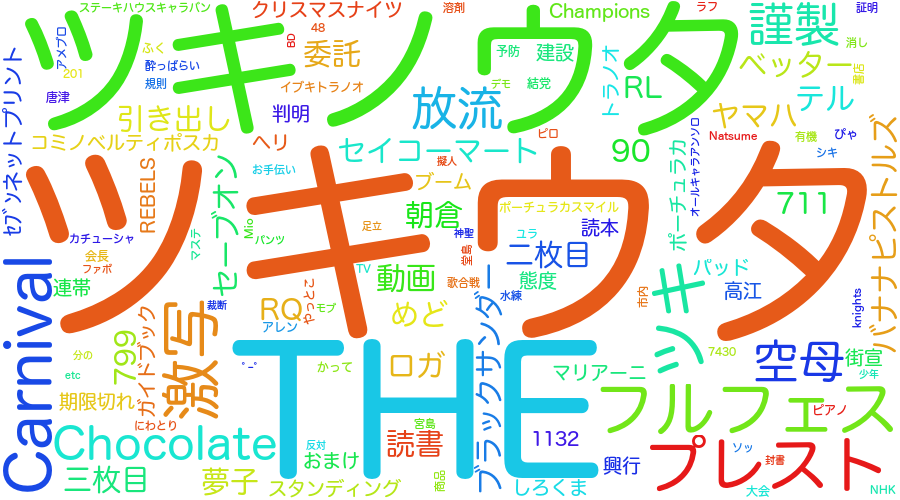 ステーキハウスキャラバン
クリスマスナイツ
溶剤
Champions
ラフ
謹製
証明
ツキノウタ
アメブロ
48
BD
委託
予防
建設
トラノオ
ベッター
消し
書店
ふく
201
酔っぱらい
規則
イブキトラノオ
デモ
結党
RL
テル
唐津
引き出し
判明
放流
ヤマハ
セブッネットプリント
コミノベルティポスカ
ヘリ
セイコーマート
ピロ
90
Natsume
有機
ぴゃ
オールキャラアンソロ
シキ
ツキウタ
REBELS
セーブオン
お手伝い
擬人
ブーム
ポーチュラカスマイル
ポーチュラカ
711
バナナピストルズ
カチューシャ
マステ
Mio
パンツ
足立
朝倉
神聖
ユラ
読本
会長
ファボ
堂島
二枚目
連帯
TV
動画
歌合戦
態度
水練
市内
ツキ
パッド
高江
knights
Carnival
裁断
やっとこ
激写
RQ
モブ
アレン
めど
ブラックサンダー
799
ガイドブック
分の
etc
期限切れ
かって
ロガ
THE
マリアーニ
7430
空母
街宣
少年
にわとり
宮島
フルフェス
ピアノ
Chocolate
反対
読書
1132
プレスト
ソッ
封書
三枚目
夢子
おまけ
商品
興行
スタンディング
しろくま
大会
NHK